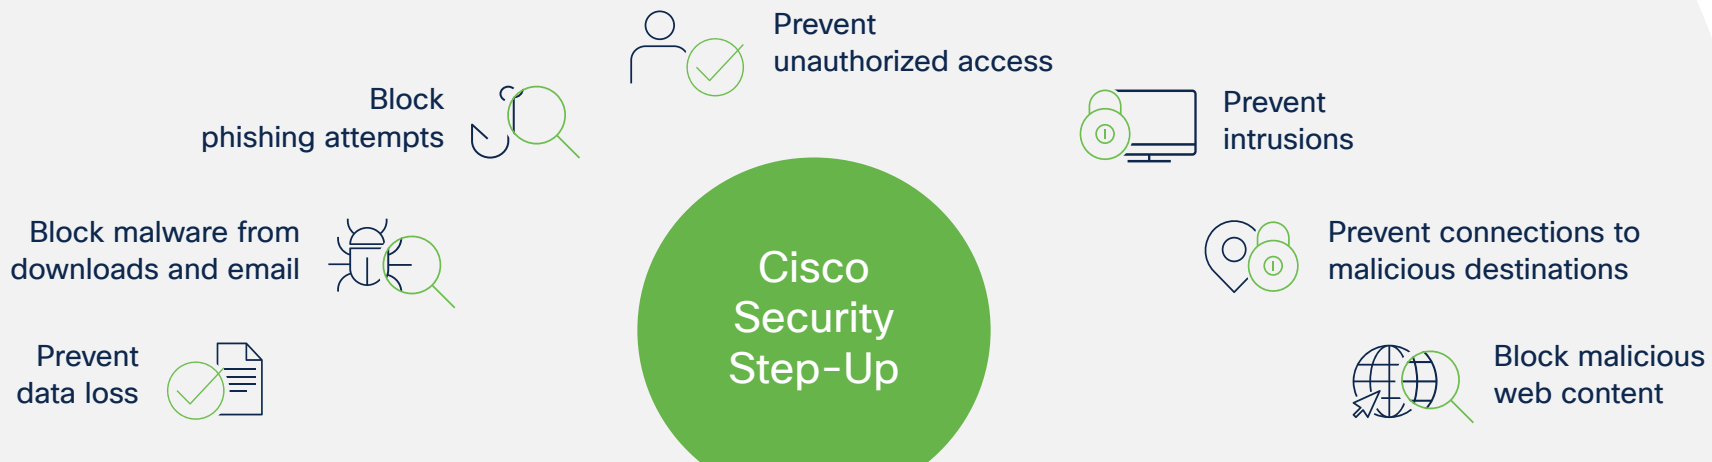 Prevent
unauthorized access
Block
phishing attempts
Prevent
intrusions
Block malware from
downloads and email
Cisco
Security
Step-Up
Prevent connections to
malicious destinations
Prevent
data loss
Block malicious
web content